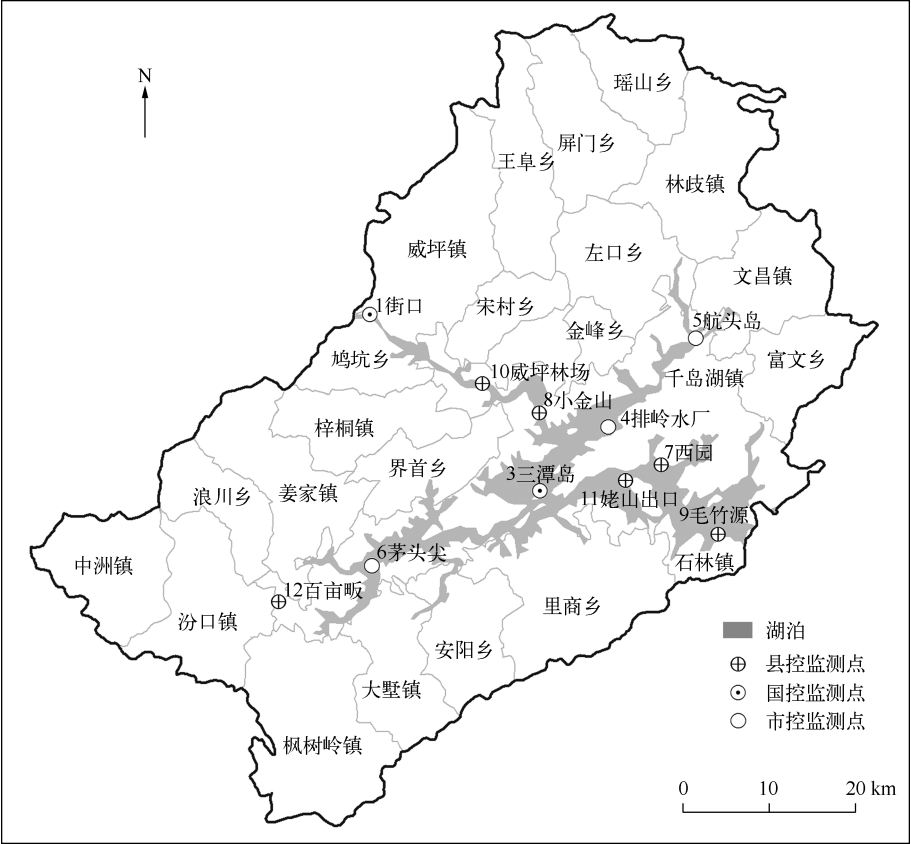 N
瑶山乡
屏门乡
王阜乡
林歧镇
威坪镇
左口乡
文昌镇
1街口
宋村乡
金峰乡
5航头岛
鸠坑乡
富文乡
10威坪林场
千岛湖镇
8小金山
4排岭水厂
梓桐镇
界首乡
7西园
3三潭岛
浪川乡
姜家镇
11姥山出口
9毛竹源
中洲镇
6茅头尖
石林镇
12百亩畈
里商乡
汾口镇
安阳乡
大墅镇
枫树岭镇
湖泊
县控监测点
国控监测点
市控监测点
0 10 20 km